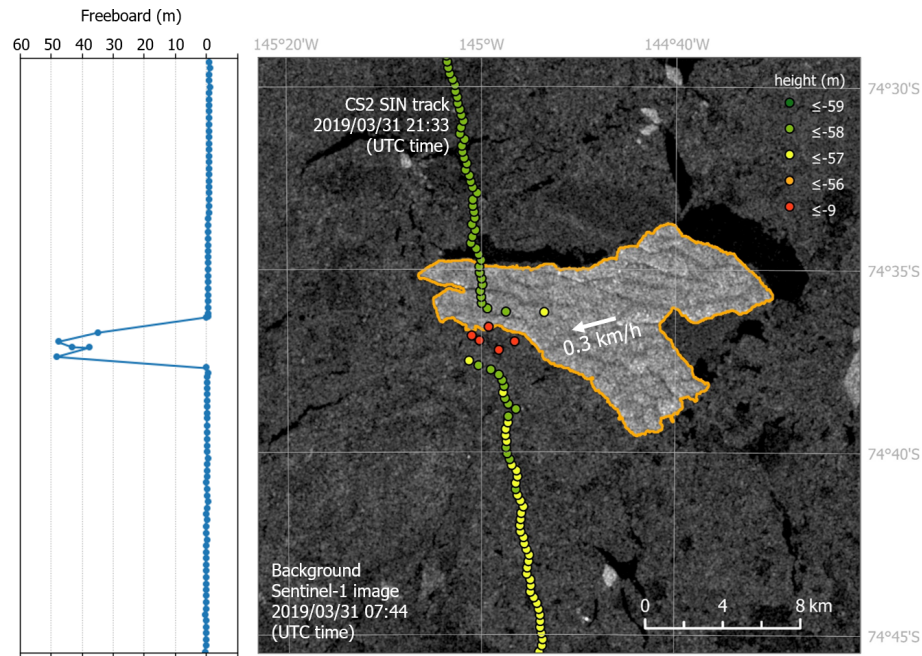 Freeboard (m)
60 50 40 30 20 10 0
145°20'W 145°W 144°40'W
CS2 SIN track
2019/03/31 21:33
(UTC time)
height (m)
≤-59
≤-58
≤-57
≤-56
≤-9
74°30'S
74°35'S
0.3 km/h
74°40'S
Background
Sentinel-1 image
2019/03/31 07:44
(UTC time)
0 4 8 km
74°45'S